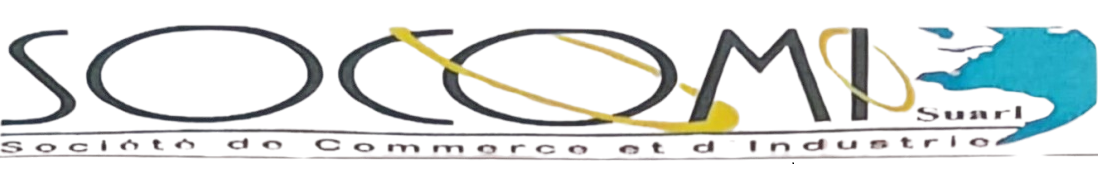 SOCOMI
Suarl
Société de Commerce et d'Industrie